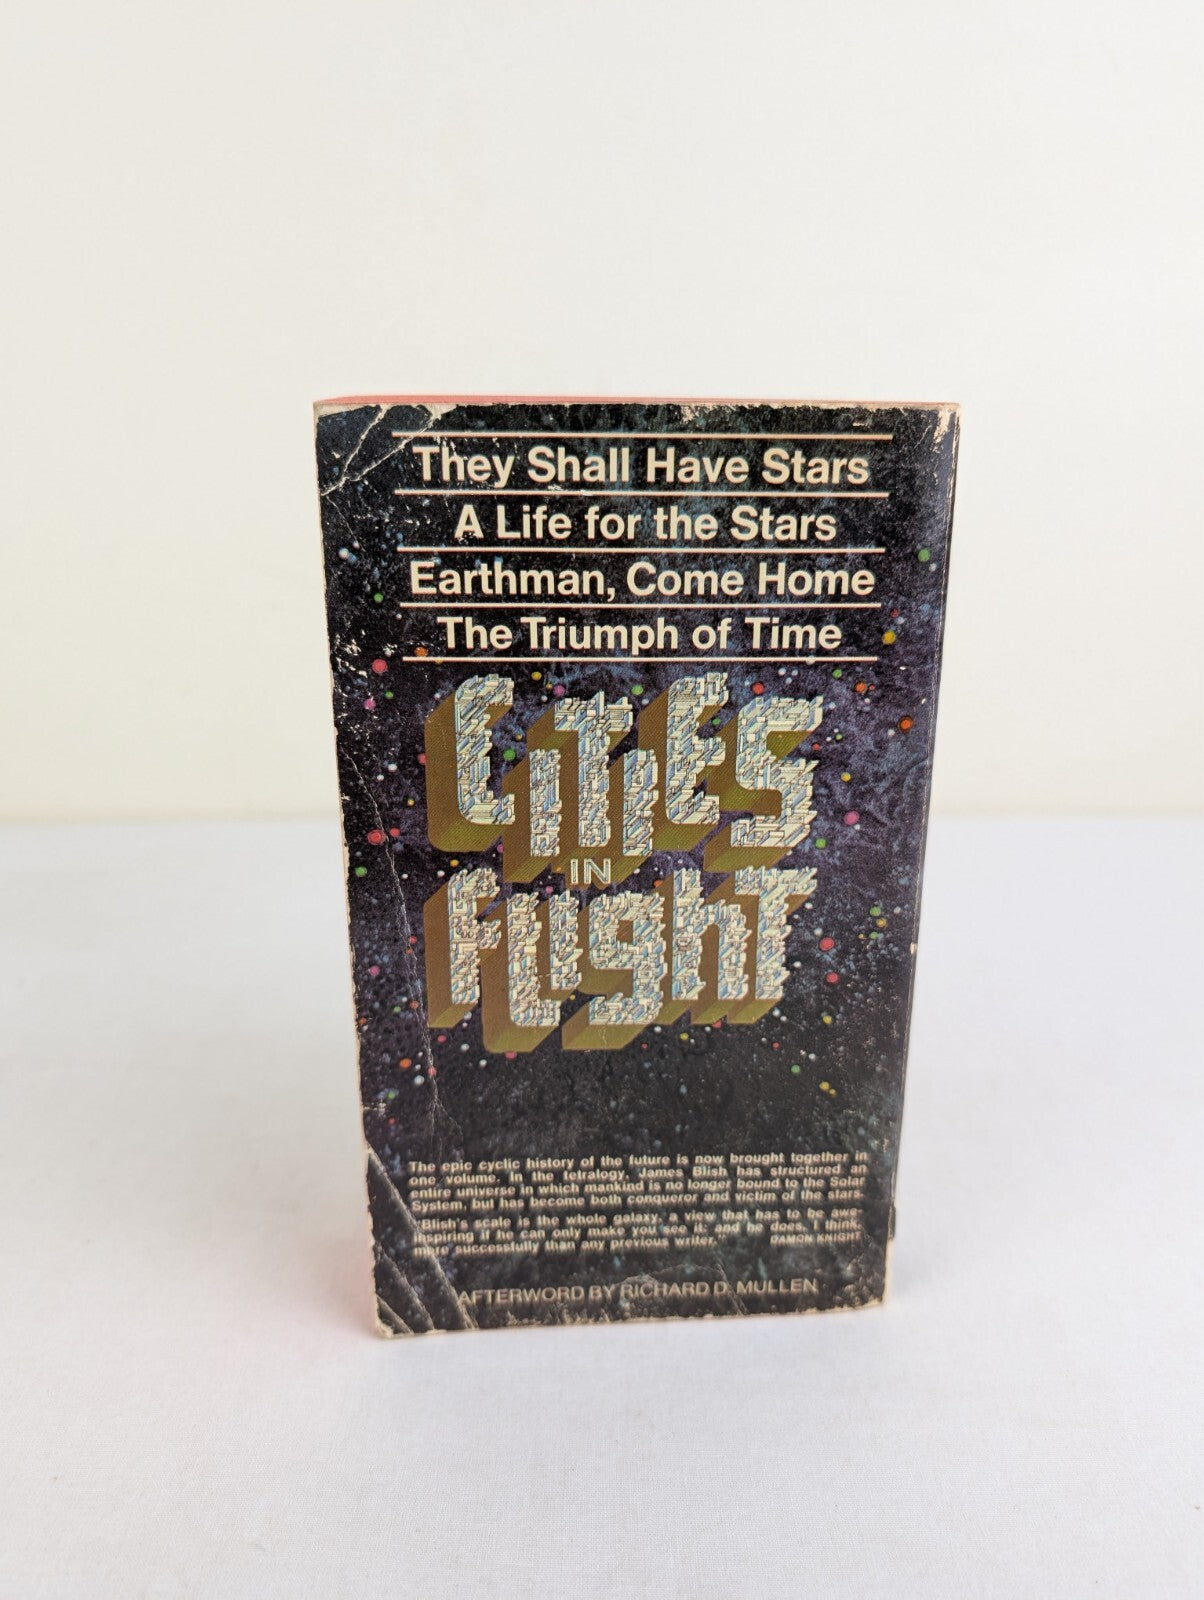 They Shall Have Stars
A Life for the Stars
Earthman, Come Home
The Triumph of Time
CiTiES
IN
FLighT
The epic cyclic history of the future is now brought together in
one volume. In the tetralogy, James Blish has structured an
entire universe in which mankind is no longer bound to the Solar
System, but has become both conqueror and victim of the stars
"Blish's scale is the whole galaxy, a view that has to be awe-
inspiring if he can only make you see it: and he does, I think,
more successfully than any previous writer." DAMON KNIGHT
AFTERWORD BY RICHARD D. MULLEN